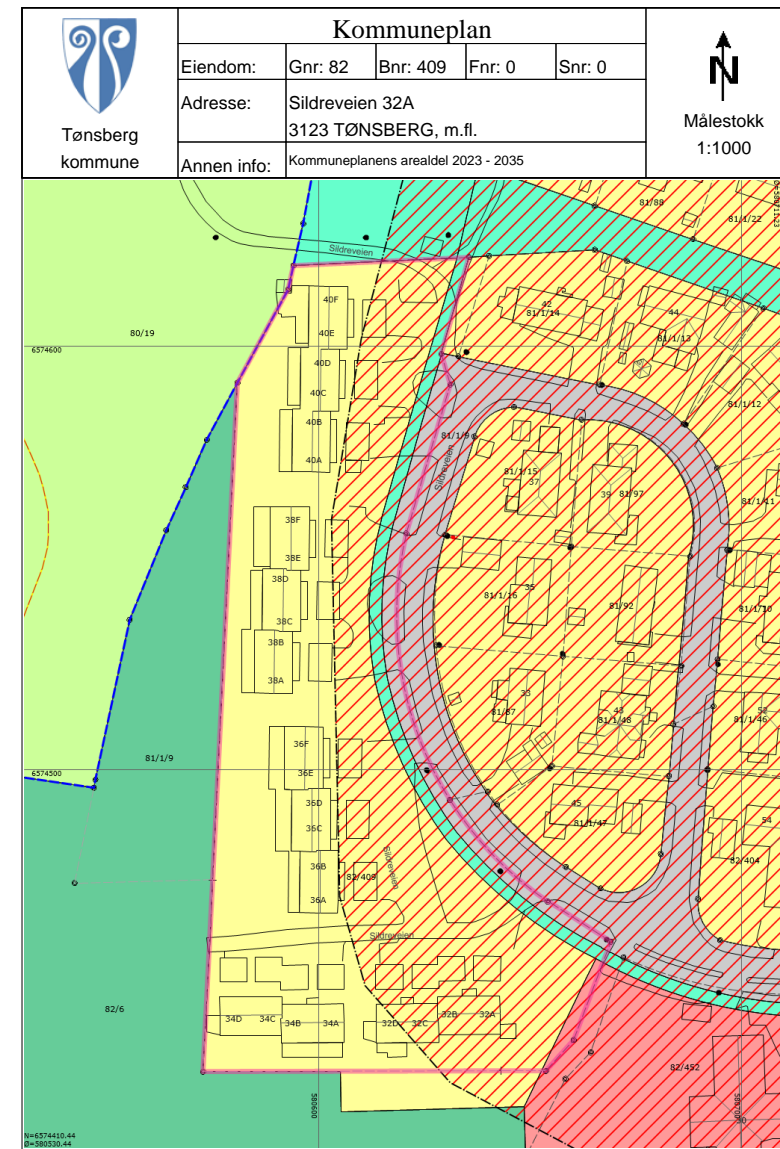 Kommuneplan
Eiendom: Gnr: 82 Bnr: 409 Fnr: 0 Snr: 0
Adresse: Sildreveien 32A
3123 TØNSBERG, m.fl.
Annen info: Kommuneplanens arealdel 2023 - 2035
Tønsberg
kommune
N
Målestokk
1:1000
81/88
81/1/22
Sildreveien
40F
42
81/1/14
44
80/19
40E
81/1/13
6574600
40D
40C
81/1/12
40B
81/1/9
40A
Sildreveien
81/1/15
37
39 81/97
81/1/11
38F
38E
38D
35
81/1/16
81/92
81/1/10
38C
38B
38A
33
81/87
43
81/1/48
52
81/1/46
36F
81/1/9
6574500
36E
36D
45
36C
81/1/47
54
82/404
Sildreveien
36B
82/409
36A
Sildreveien
82/6
34D 34C 34B 34A 32D 32C 32B 32A
82/452
580600
N=6574410.44
Ø=580530.44